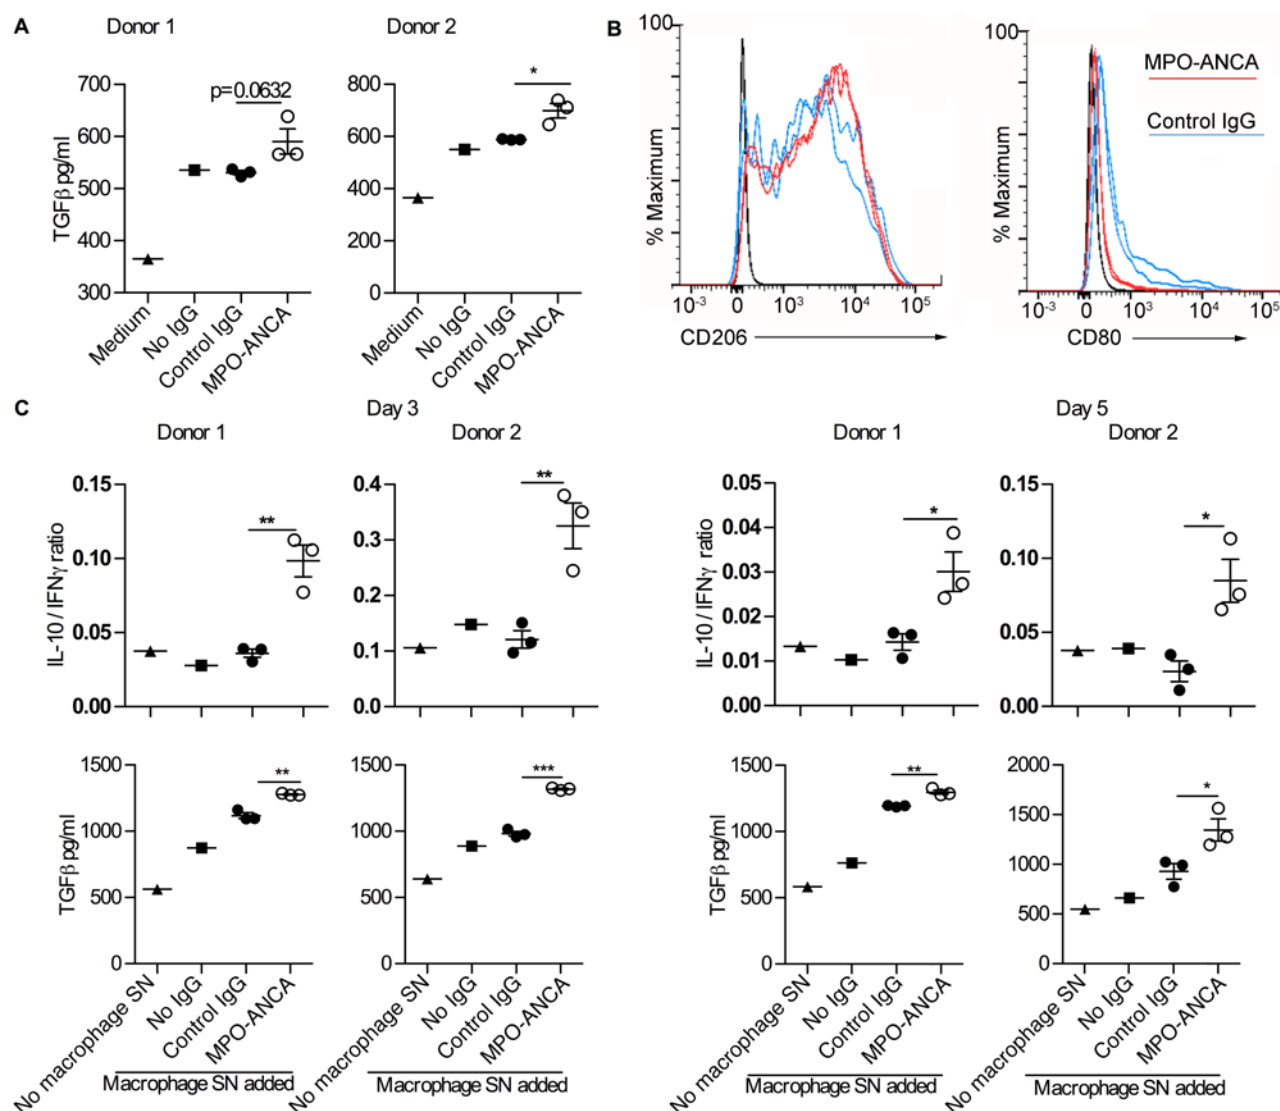 A
Donor 1
Donor 2
TGFβ pg/ml
700
600
500
400
300
p=0.0632
Medium
No IgG
Control IgG
MPO-ANCA
800
600
400
200
0
*
Medium
No IgG
Control IgG
MPO-ANCA
B
100
% Maximum
10⁻³ 0 10³ 10⁴ 10⁵
CD206
100
% Maximum
MPO-ANCA
Control IgG
10⁻³ 0 10³ 10⁴ 10⁵
CD80
C
Day 3
Donor 1
Donor 2
IL-10 / IFNγ ratio
0.15
0.10
0.05
0.00
**
0.4
0.3
0.2
0.1
0.0
**
Day 5
Donor 1
Donor 2
IL-10 / IFNγ ratio
0.05
0.04
0.03
0.02
0.01
0.00
*
0.15
0.10
0.05
0.00
*
TGFβ pg/ml
1500
1000
500
0
**
No macrophage SN
No IgG
Control IgG
MPO-ANCA
Macrophage SN added
1500
1000
500
0
***
No macrophage SN
No IgG
Control IgG
MPO-ANCA
Macrophage SN added
TGFβ pg/ml
1500
1000
500
0
**
No macrophage SN
No IgG
Control IgG
MPO-ANCA
Macrophage SN added
2000
1500
1000
500
0
*
No macrophage SN
No IgG
Control IgG
MPO-ANCA
Macrophage SN added